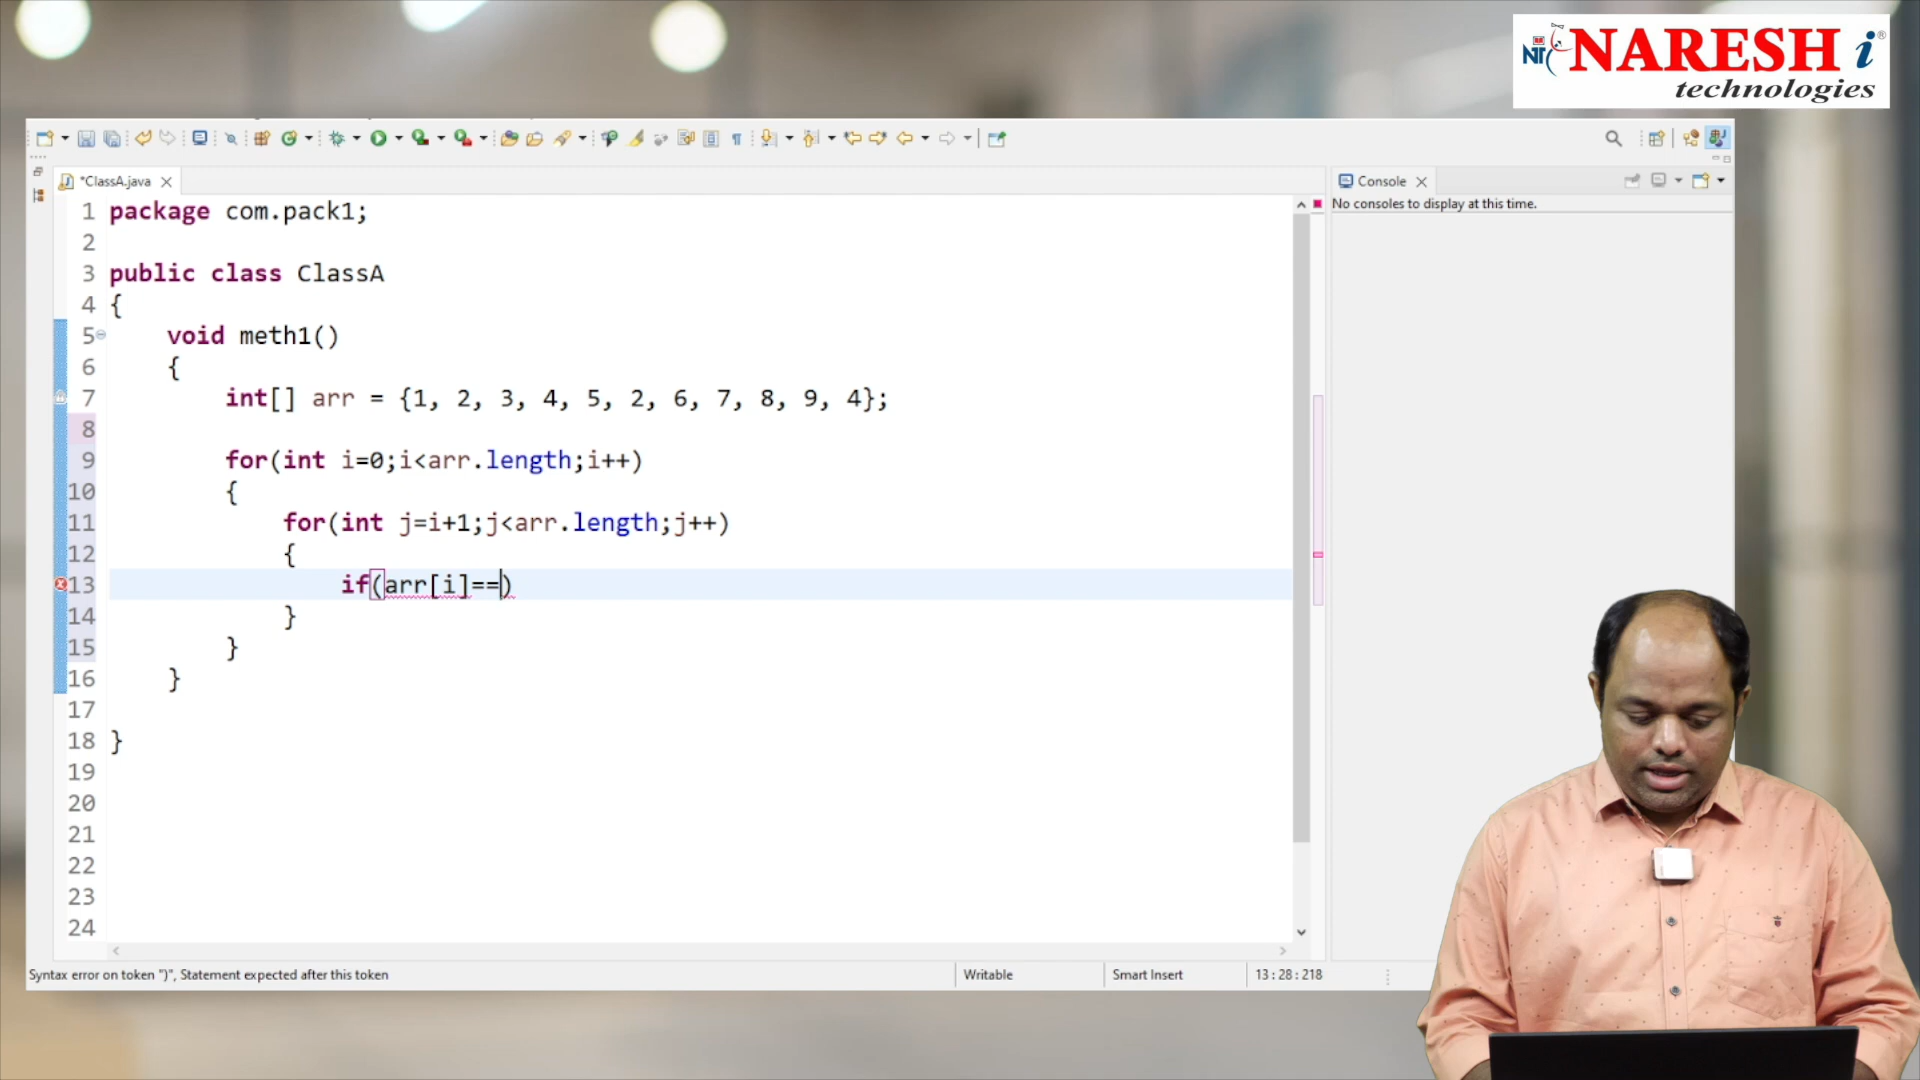 NT NARESH i ®
technologies
*ClassA.java
Console
No consoles to display at this time.
1 package com.pack1;
2
3 public class ClassA
4 {
5 void meth1()
6 {
7 int[] arr = {1, 2, 3, 4, 5, 2, 6, 7, 8, 9, 4};
8
9 for(int i=0;i<arr.length;i++)
10 {
11 for(int j=i+1;j<arr.length;j++)
12 {
13 if(arr[i]==)
14 }
15 }
16 }
17
18 }
19
20
21
22
23
24
Syntax error on token ")", Statement expected after this token
Writable
Smart Insert
13 : 28 : 218